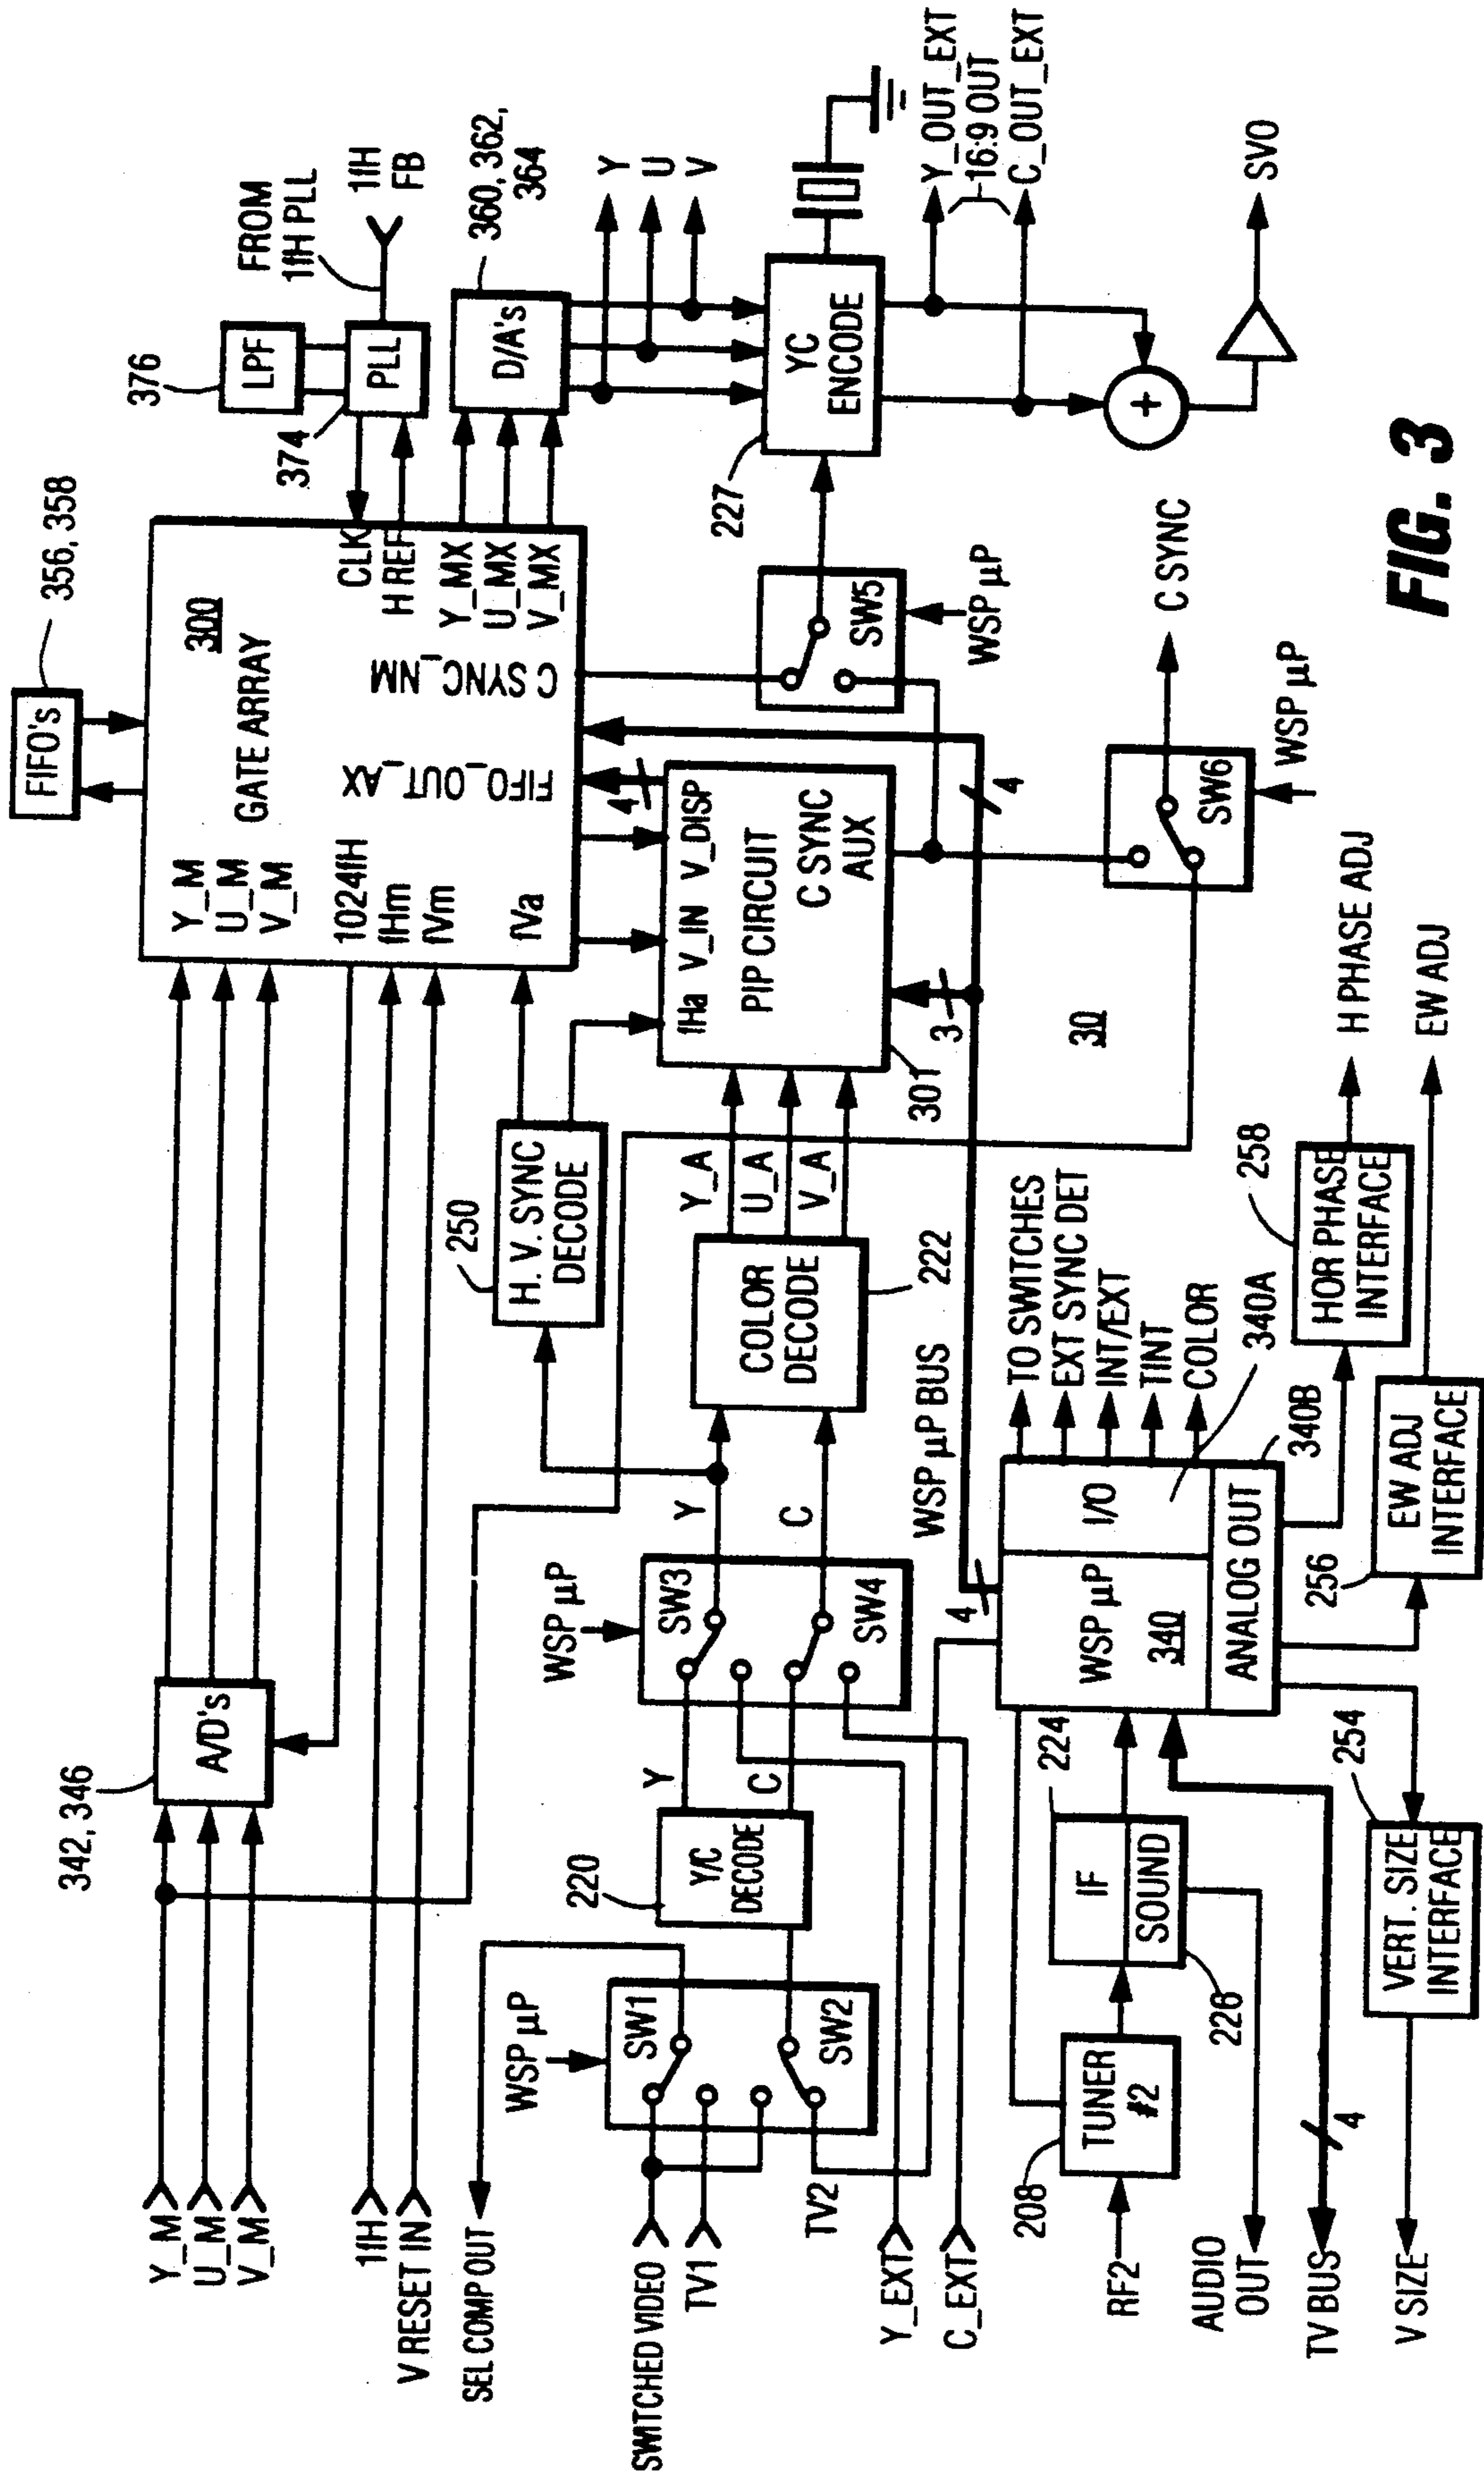 356, 358
FIFO's
376
LPF
FROM
1fH PLL
374
PLL
1fH
FB
300
GATE ARRAY
Y_M
U_M
V_M
1024fH
fHm
fVm
fVa
CLK
H REF
Y_MX
U_MX
V_MX
C SYNC_NM
FIFO_OUT_AX
D/A's
360, 362,
364
Y
U
V
342, 346
A/D's
Y_M
U_M
V_M
1fH
V RESET IN
SEL COMP OUT
250
H. V. SYNC
DECODE
fHa
V_IN
V_DISP
PIP CIRCUIT
C SYNC
AUX
301
4
3
4
227
YC
ENCODE
Y_OUT_EXT
16:9 OUT
C_OUT_EXT
SW5
WSP µP
+
SVO
WSP µP
SW1
SW2
SWITCHED VIDEO
TV1
TV2
220
Y/C
DECODE
Y
C
WSP µP
SW3
SW4
Y
C
COLOR
DECODE
222
Y_A
U_A
V_A
Y_EXT
C_EXT
30
SW6
C SYNC
WSP µP
WSP µP BUS
4
RF2
208
TUNER
#2
224
IF
SOUND
226
WSP µP
340
I/O
ANALOG OUT
TO SWITCHES
EXT SYNC DET
INT/EXT
TINT
COLOR
340A
340B
AUDIO
OUT
TV BUS
4
V SIZE
254
VERT. SIZE
INTERFACE
256
EW ADJ
INTERFACE
EW ADJ
258
HOR PHASE
INTERFACE
H PHASE ADJ
FIG. 3